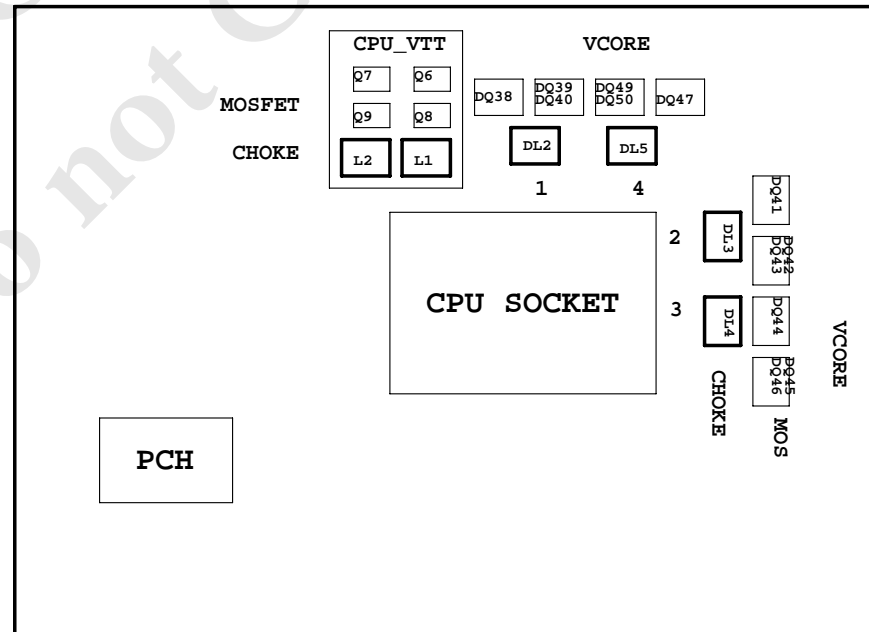 CPU_VTT
VCORE
Q7
Q6
DQ38
DQ39
DQ40
DQ49
DQ50
DQ47
MOSFET
Q9
Q8
CHOKE
L2
L1
DL2
DL5
1
4
DQ41
2
DL3
DQ42
DQ43
CPU SOCKET
3
DL4
DQ44
VCORE
DQ45
DQ46
CHOKE
MOS
PCH
o not C